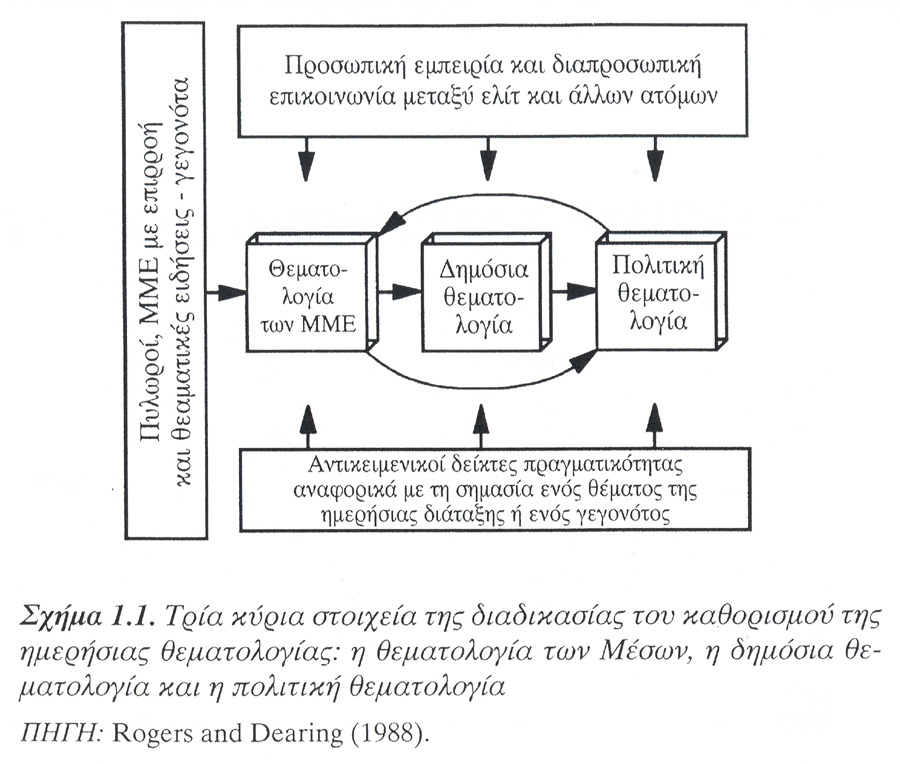 Πυλωροί, ΜΜΕ με επιρροή
και θεαματικές ειδήσεις - γεγονότα
Προσωπική εμπειρία και διαπροσωπική
επικοινωνία μεταξύ ελίτ και άλλων ατόμων
Θεματο-
λογία
των ΜΜΕ
Δημόσια
θεματο-
λογία
Πολιτική
θεματο-
λογία
Αντικειμενικοί δείκτες πραγματικότητας
αναφορικά με τη σημασία ενός θέματος της
ημερήσιας διάταξης ή ενός γεγονότος
Σχήμα 1.1. Τρία κύρια στοιχεία της διαδικασίας του καθορισμού της
ημερήσιας θεματολογίας: η θεματολογία των Μέσων, η δημόσια θε-
ματολογία και η πολιτική θεματολογία
ΠΗΓΗ: Rogers and Dearing (1988).